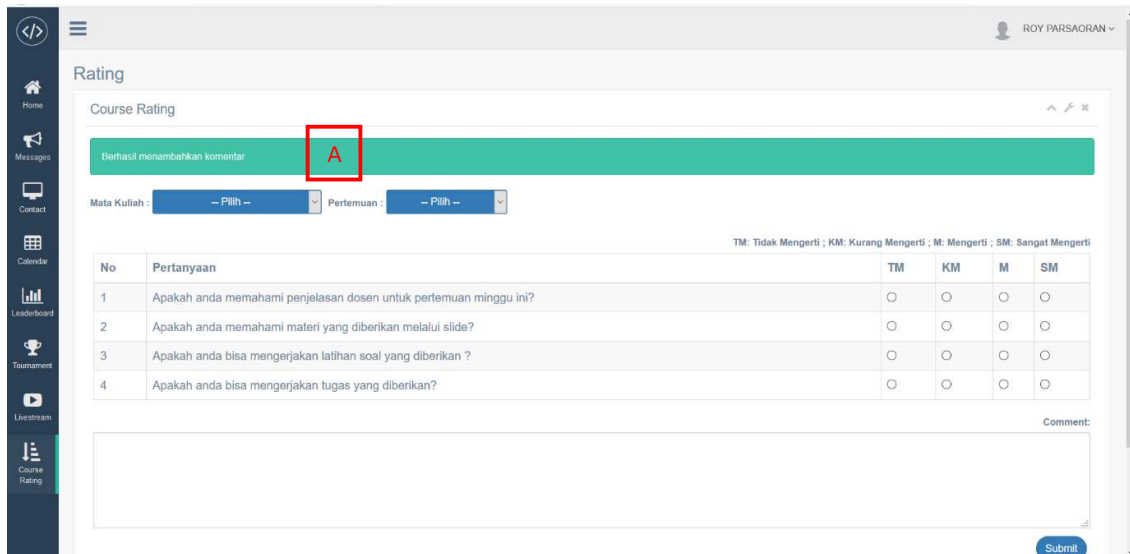 </>
ROY PARSAORAN
Home
Messages
Contact
Calendar
Leaderboard
Tournament
Livestream
Course
Rating
Rating
Course Rating
Berhasil menambahkan komentar
A
Mata Kuliah : -- Pilih -- Pertemuan : -- Pilih --
TM: Tidak Mengerti ; KM: Kurang Mengerti ; M: Mengerti ; SM: Sangat Mengerti
No Pertanyaan TM KM M SM
1 Apakah anda memahami penjelasan dosen untuk pertemuan minggu ini?
2 Apakah anda memahami materi yang diberikan melalui slide?
3 Apakah anda bisa mengerjakan latihan soal yang diberikan ?
4 Apakah anda bisa mengerjakan tugas yang diberikan?
Comment:
Submit